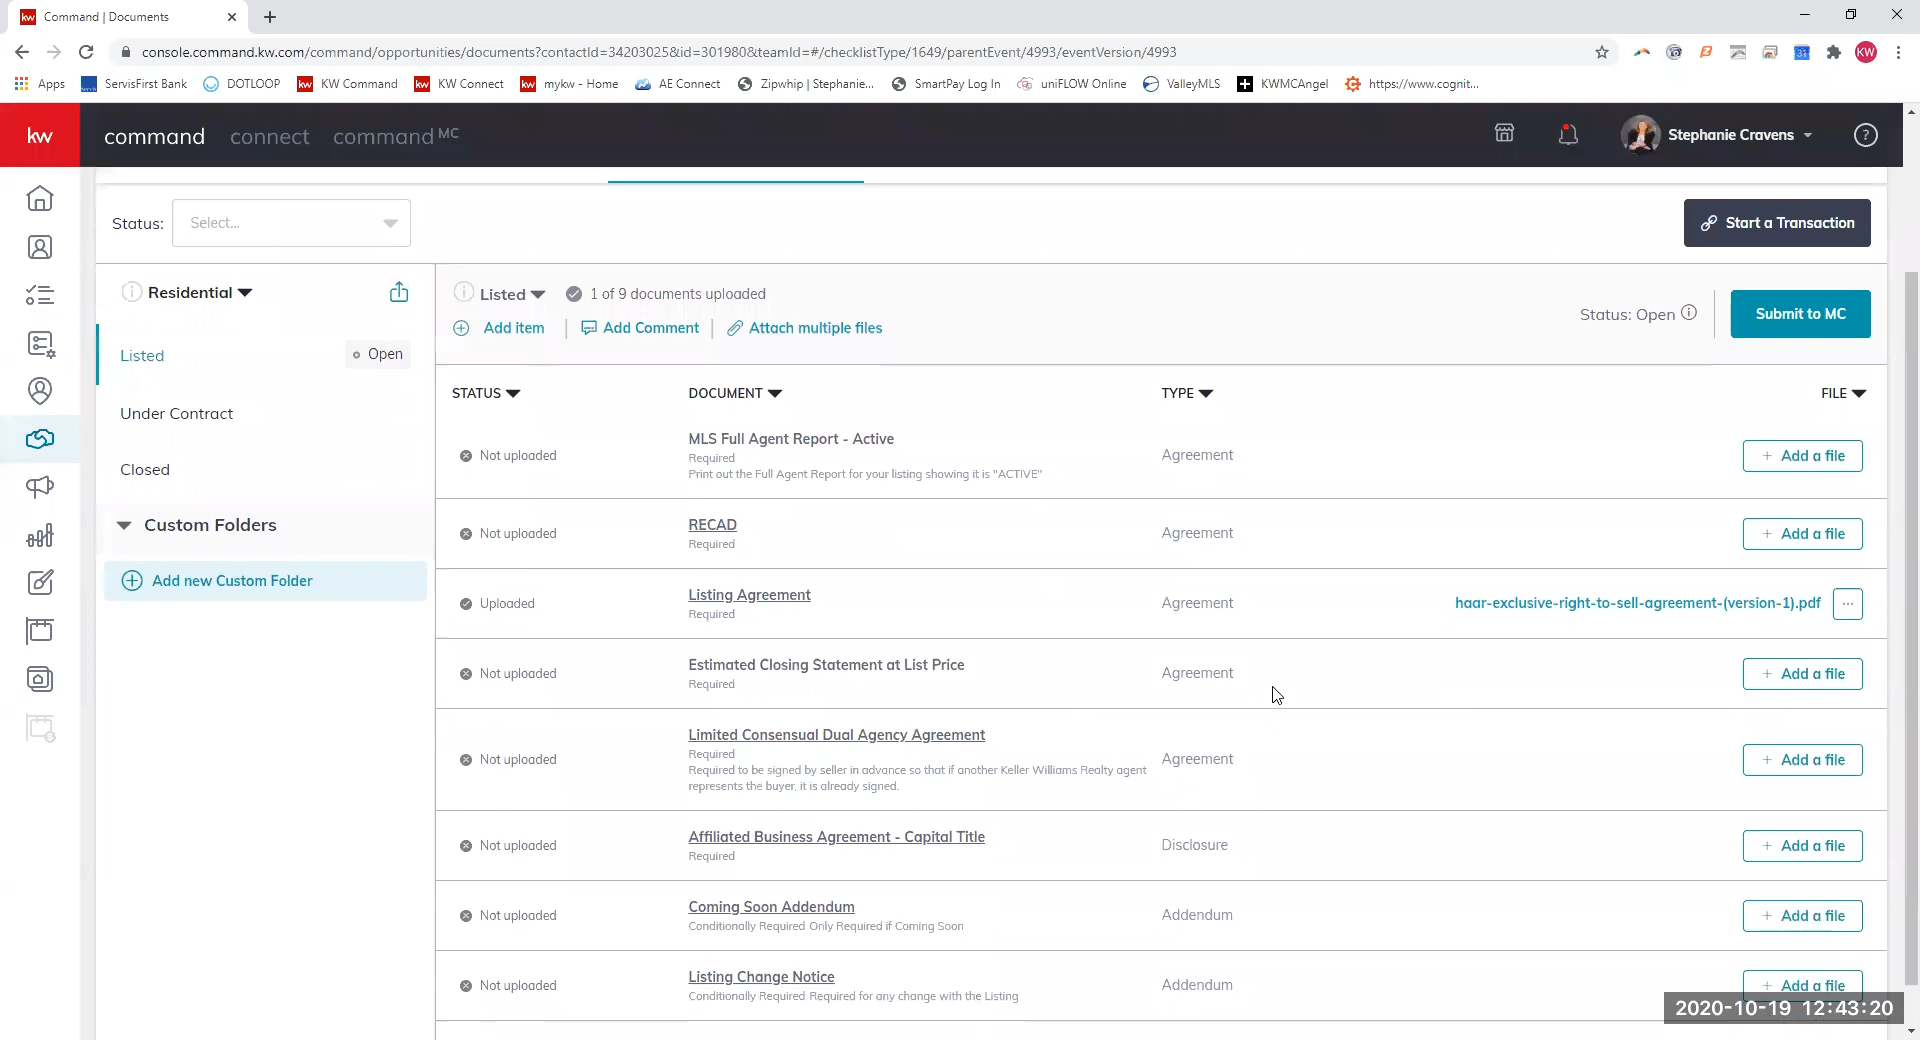 kw Command | Documents
console.command.kw.com/command/opportunities/documents?contactId=34203025&id=301980&teamId=#/checklistType/1649/parentEvent/4993/eventVersion/4993
KW
Apps ServisFirst Bank DOTLOOP kw KW Command kw KW Connect kw mykw - Home AE Connect Zipwhip | Stephanie... SmartPay Log In uniFLOW Online ValleyMLS KWMCAngel https://www.cognit...
kw command connect command MC Stephanie Cravens
Status: Select... Start a Transaction
Residential
Listed Open
Under Contract
Closed
Custom Folders
Add new Custom Folder
Listed 1 of 9 documents uploaded
Add item | Add Comment | Attach multiple files
Status: Open
Submit to MC
STATUS DOCUMENT TYPE FILE
MLS Full Agent Report - Active
Not uploaded Required Agreement + Add a file
Print out the Full Agent Report for your listing showing it is "ACTIVE"
RECAD
Not uploaded Agreement + Add a file
Required
Listing Agreement
Uploaded Agreement haar-exclusive-right-to-sell-agreement-(version-1).pdf ...
Required
Estimated Closing Statement at List Price
Not uploaded Agreement + Add a file
Required
Limited Consensual Dual Agency Agreement
Required
Not uploaded Agreement + Add a file
Required to be signed by seller in advance so that if another Keller Williams Realty agent
represents the buyer, it is already signed.
Affiliated Business Agreement - Capital Title
Not uploaded Disclosure + Add a file
Required
Coming Soon Addendum
Not uploaded Addendum + Add a file
Conditionally Required Only Required if Coming Soon
Listing Change Notice
Not uploaded Addendum + Add a file
Conditionally Required Required for any change with the Listing
2020-10-19 12:43:20